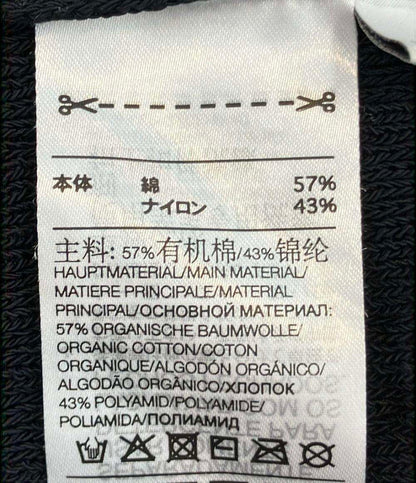 本体 綿 57%
ナイロン 43%
主料: 57%有机棉/43%锦纶
HAUPTMATERIAL/MAIN MATERIAL/
MATIERE PRINCIPALE/MATERIAL
PRINCIPAL/ОСНОВНОЙ МАТЕРИАЛ:
57% ORGANISCHE BAUMWOLLE/
ORGANIC COTTON/COTON
ORGANIQUE/ALGODÓN ORGÁNICO/
ALGODÃO ORGÂNICO/ХЛОПОК
43% POLYAMID/POLYAMIDE/
POLIAMIDA/ПОЛИАМИД